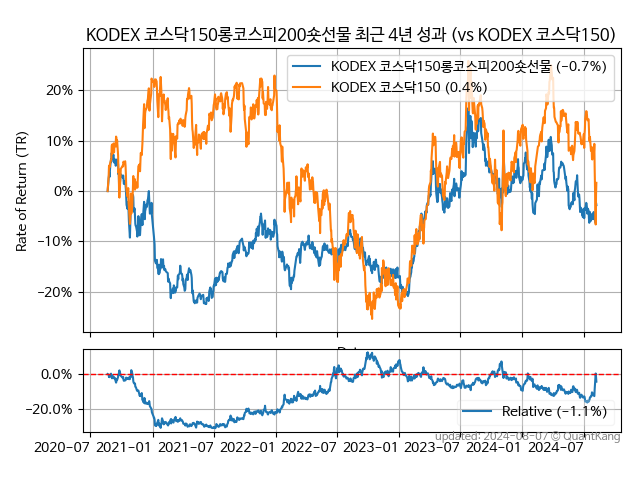 KODEX 코스닥150롱코스피200숏선물 최근 4년 성과 (vs KODEX 코스닥150)
KODEX 코스닥150롱코스피200숏선물 (−0.7%)
KODEX 코스닥150 (0.4%)
Rate of Return (TR)
20%
10%
0%
−10%
−20%
0.0%
−20.0%
Relative (−1.1%)
updated: 2024-08-07 © QuantKang
2020-07 2021-01 2021-07 2022-01 2022-07 2023-01 2023-07 2024-01 2024-07